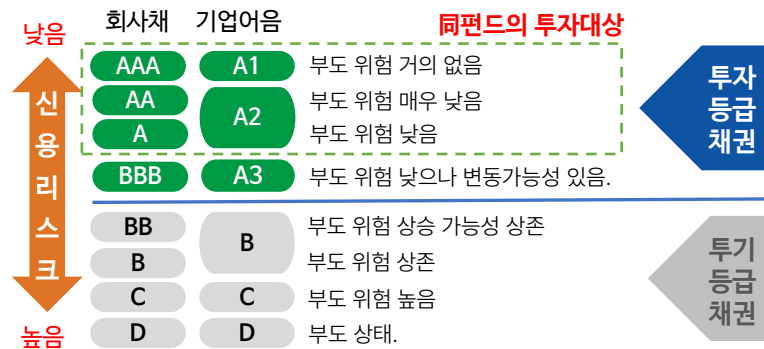 낮음 회사채 기업어음 同펀드의 투자대상
AAA A1 부도 위험 거의 없음
AA 부도 위험 매우 낮음
A2
A 부도 위험 낮음
BBB A3 부도 위험 낮으나 변동가능성 있음.
BB 부도 위험 상승 가능성 상존
B
B 부도 위험 상존
C C 부도 위험 높음
높음 D D 부도 상태.
신
용
리
스
크
투자
등급
채권
투기
등급
채권